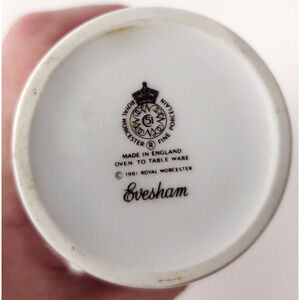 ROYAL WORCESTER FINE PORCELAIN
51
®
MADE IN ENGLAND
OVEN TO TABLE WARE
© 1961 ROYAL WORCESTER
Evesham